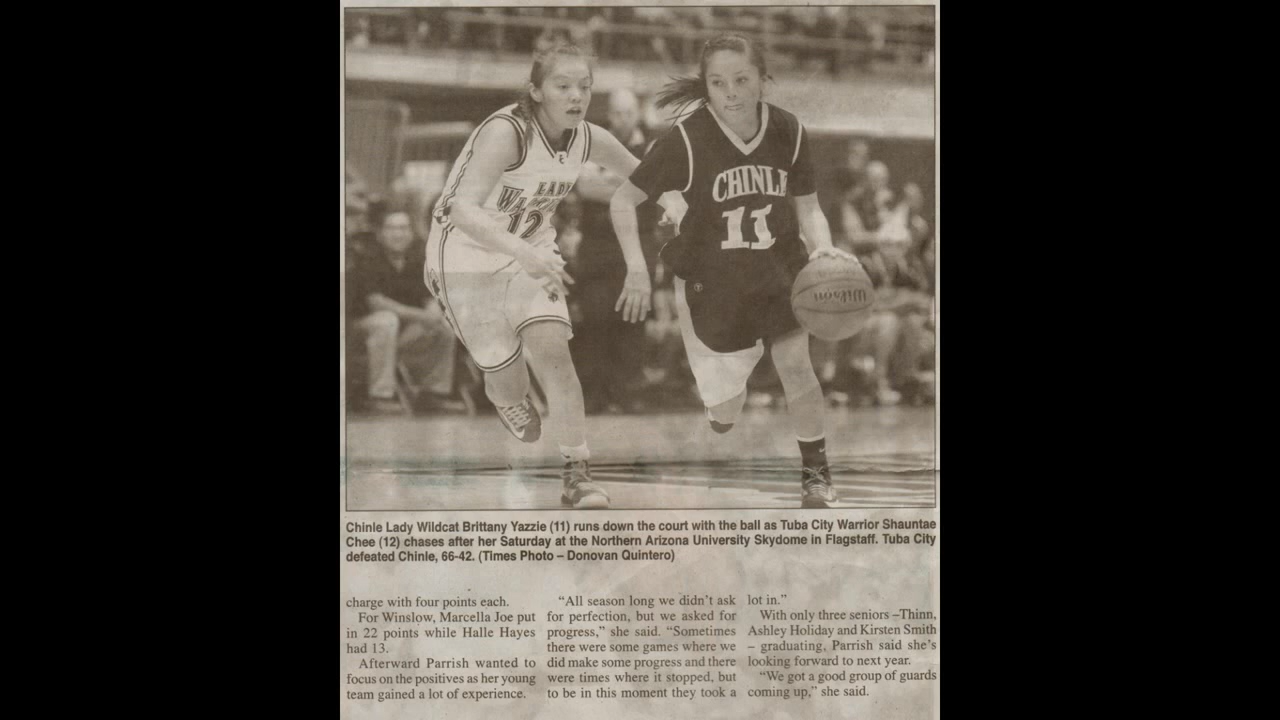 LADY
12
CHINLE
11
Wilson
Chinle Lady Wildcat Brittany Yazzie (11) runs down the court with the ball as Tuba City Warrior Shauntae
Chee (12) chases after her Saturday at the Northern Arizona University Skydome in Flagstaff. Tuba City
defeated Chinle, 66-42. (Times Photo – Donovan Quintero)
charge with four points each.
For Winslow, Marcella Joe put
in 22 points while Halle Hayes
had 13.
Afterward Parrish wanted to
focus on the positives as her young
team gained a lot of experience.
“All season long we didn’t ask
for perfection, but we asked for
progress,” she said. “Sometimes
there were some games where we
did make some progress and there
were times where it stopped, but
to be in this moment they took a
lot in.”
With only three seniors –Thinn,
Ashley Holiday and Kirsten Smith
– graduating, Parrish said she’s
looking forward to next year.
“We got a good group of guards
coming up,” she said.